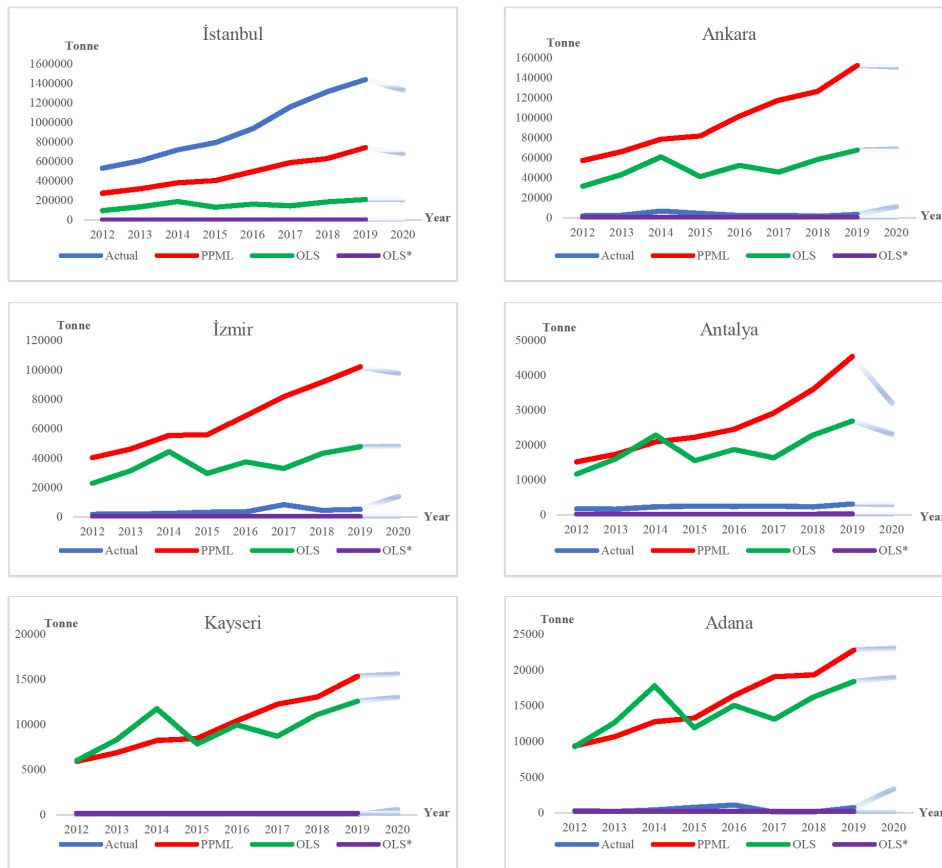 İstanbul
Tonne
1600000
1400000
1200000
1000000
800000
600000
400000
200000
0
Year
2012 2013 2014 2015 2016 2017 2018 2019 2020
Actual PPML OLS OLS*
Ankara
Tonne
160000
140000
120000
100000
80000
60000
40000
20000
0
Year
2012 2013 2014 2015 2016 2017 2018 2019 2020
Actual PPML OLS OLS*
İzmir
Tonne
120000
100000
80000
60000
40000
20000
0
Year
2012 2013 2014 2015 2016 2017 2018 2019 2020
Actual PPML OLS OLS*
Antalya
Tonne
50000
40000
30000
20000
10000
0
Year
2012 2013 2014 2015 2016 2017 2018 2019 2020
Actual PPML OLS OLS*
Kayseri
Tonne
20000
15000
10000
5000
0
Year
2012 2013 2014 2015 2016 2017 2018 2019 2020
Actual PPML OLS OLS*
Adana
Tonne
25000
20000
15000
10000
5000
0
Year
2012 2013 2014 2015 2016 2017 2018 2019 2020
Actual PPML OLS OLS*